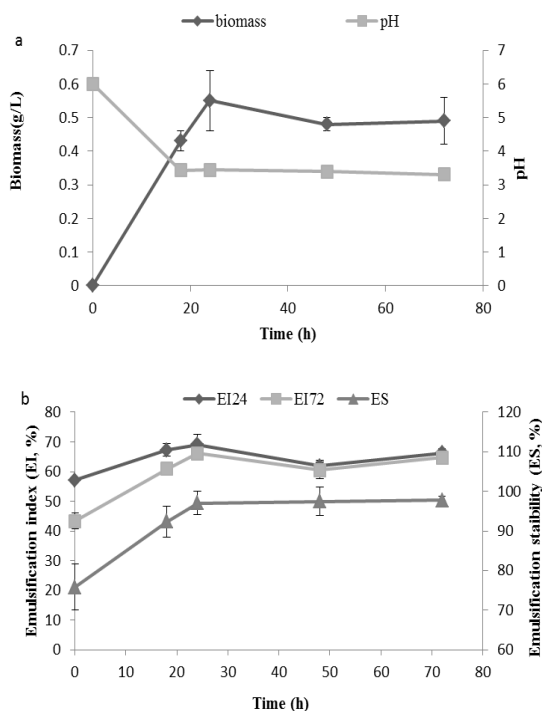 a
biomass pH
0.7 7
0.6 6
0.5 5
0.4 4
0.3 3
0.2 2
0.1 1
0 0
0 20 40 60 80
Biomass(g/L)
pH
Time (h)
b
EI24 EI72 ES
80 120
70 110
60
50 100
40 90
30 80
20
10 70
0 60
0 10 20 30 40 50 60 70 80
Emulsification index (EI, %)
Emulsification staibility (ES, %)
Time (h)